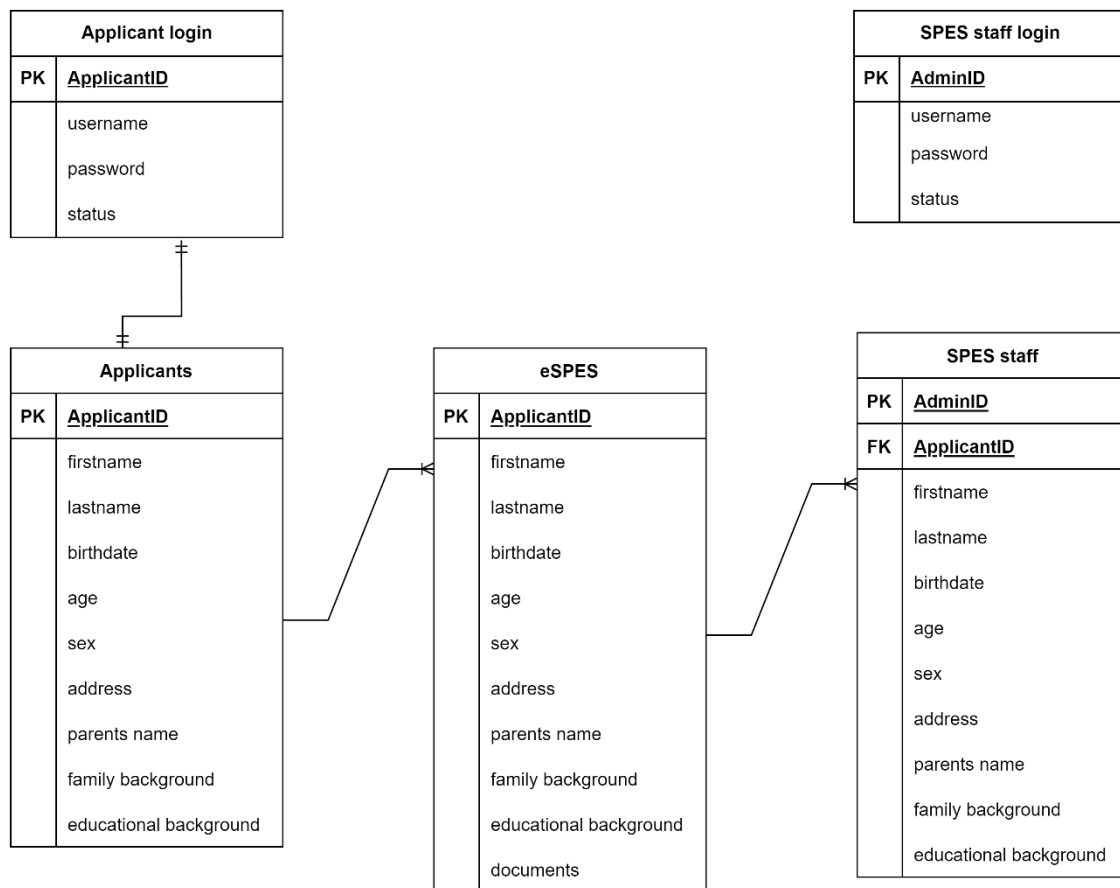 Applicant login
PK ApplicantID
username
password
status
SPES staff login
PK AdminID
username
password
status
Applicants
PK ApplicantID
firstname
lastname
birthdate
age
sex
address
parents name
family background
educational background
eSPES
PK ApplicantID
firstname
lastname
birthdate
age
sex
address
parents name
family background
educational background
documents
SPES staff
PK AdminID
FK ApplicantID
firstname
lastname
birthdate
age
sex
address
parents name
family background
educational background